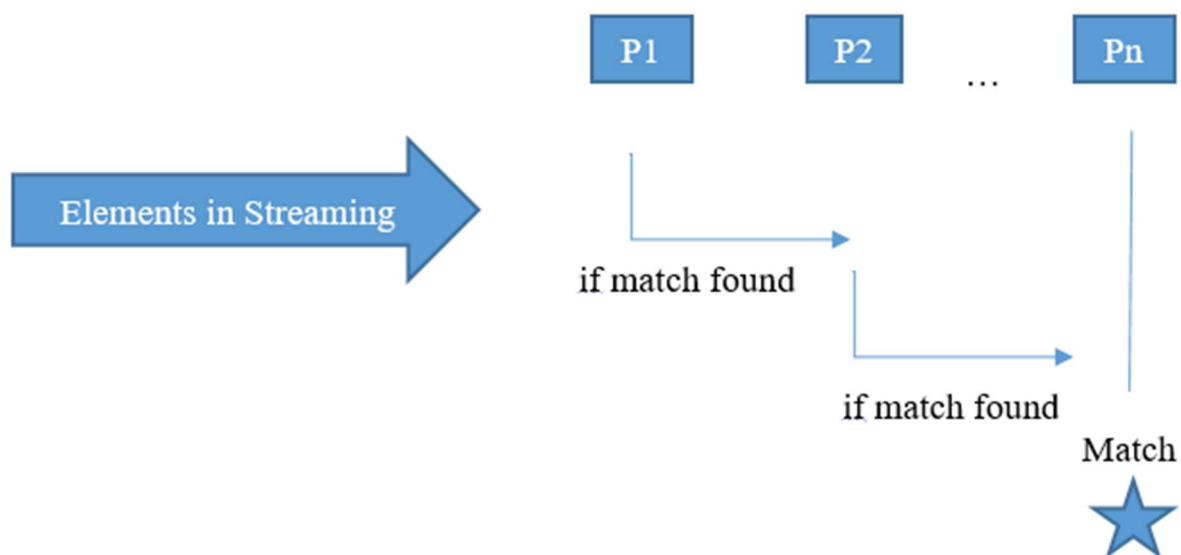 P1
P2
...
Pn
Elements in Streaming
if match found
if match found
Match